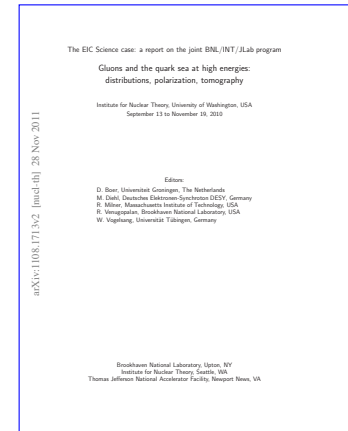 The EIC Science case: a report on the joint BNL/INT/JLab program
Gluons and the quark sea at high energies:
distributions, polarization, tomography
Institute for Nuclear Theory, University of Washington, USA
September 13 to November 19, 2010
arXiv:1108.1713v2 [nucl-th] 28 Nov 2011
Editors:
D. Boer, Universiteit Groningen, The Netherlands
M. Diehl, Deutsches Elektronen-Synchroton DESY, Germany
R. Milner, Massachusetts Institute of Technology, USA
R. Venugopalan, Brookhaven National Laboratory, USA
W. Vogelsang, Universität Tübingen, Germany
Brookhaven National Laboratory, Upton, NY
Institute for Nuclear Theory, Seattle, WA
Thomas Jefferson National Accelerator Facility, Newport News, VA